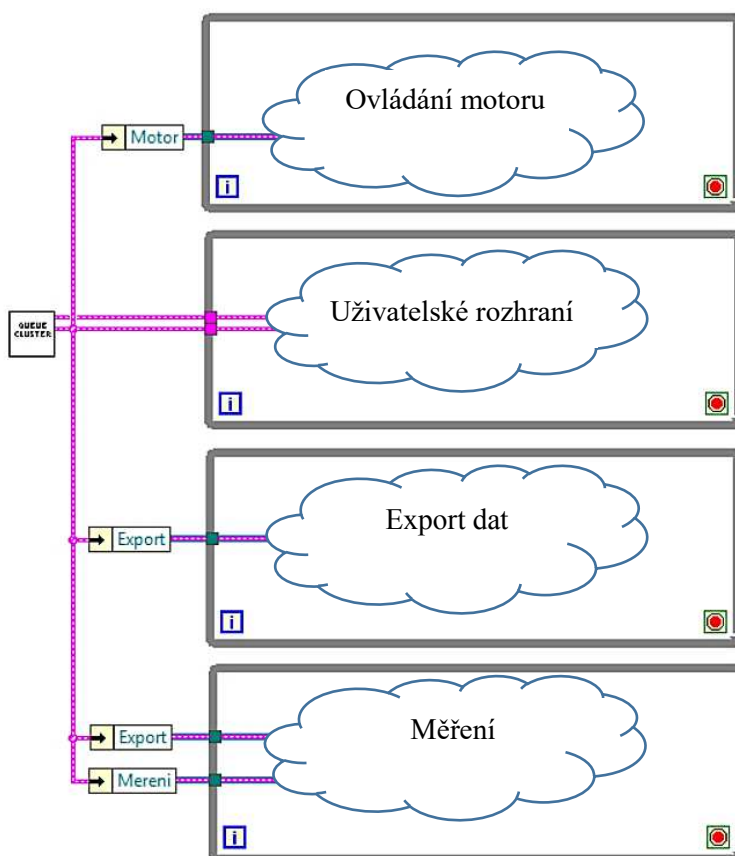 Ovládání motoru
Motor
i
Uživatelské rozhraní
QUEUE
CLUSTER
i
Export dat
Export
i
Měření
Export
Mereni
i